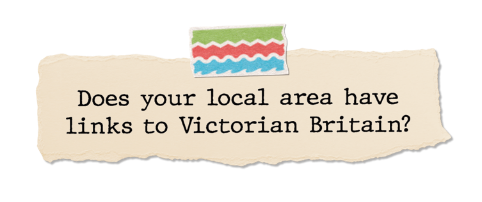 Does your local area have
links to Victorian Britain?